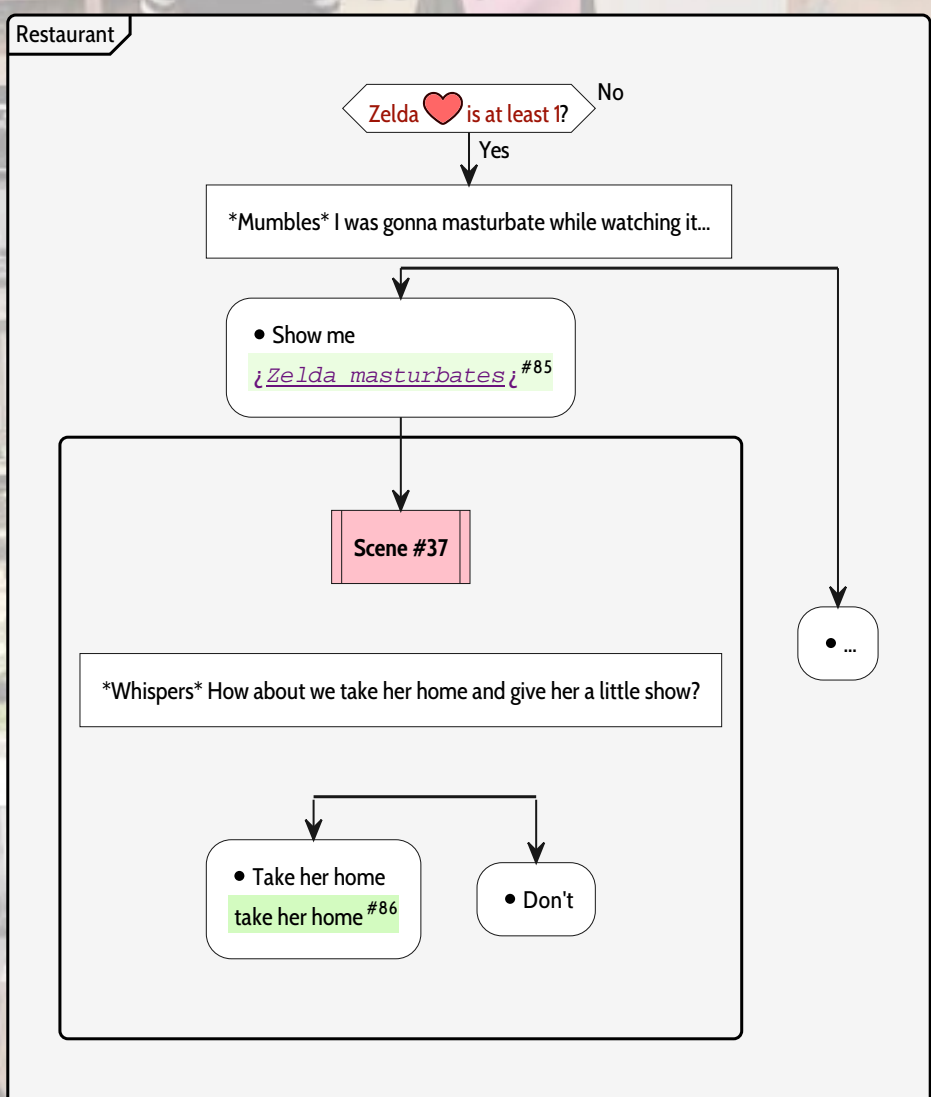 Restaurant
Zelda is at least 1?
No
Yes
*Mumbles* I was gonna masturbate while watching it...
• Show me
¿Zelda masturbates¿ #85
Scene #37
• ...
*Whispers* How about we take her home and give her a little show?
• Take her home
take her home #86
• Don't